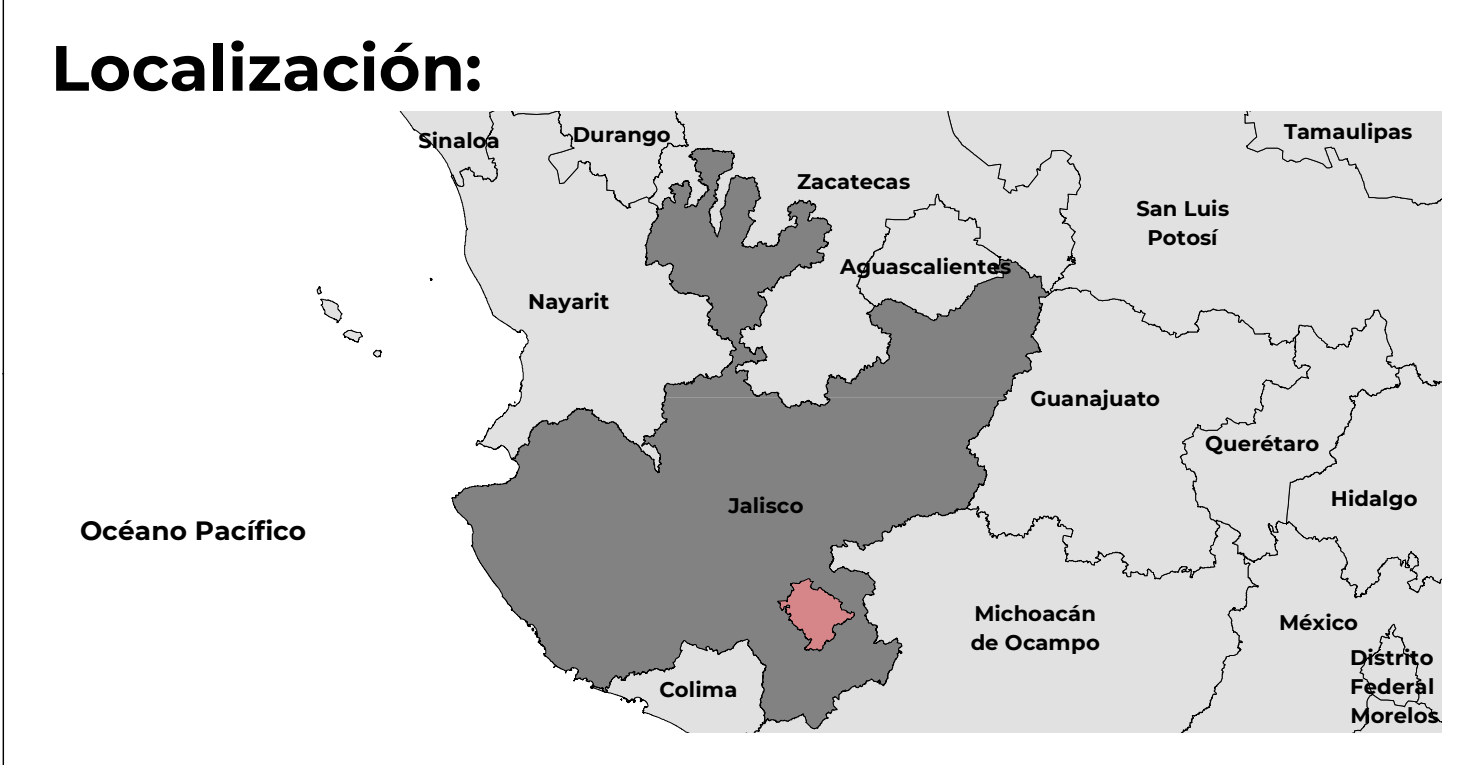 Localización:
Sinaloa
Durango
Tamaulipas
Zacatecas
San Luis
Potosí
Aguascalientes
Nayarit
Guanajuato
Querétaro
Hidalgo
Jalisco
Océano Pacífico
Michoacán
de Ocampo
México
Distrito
Federal
Morelos
Colima